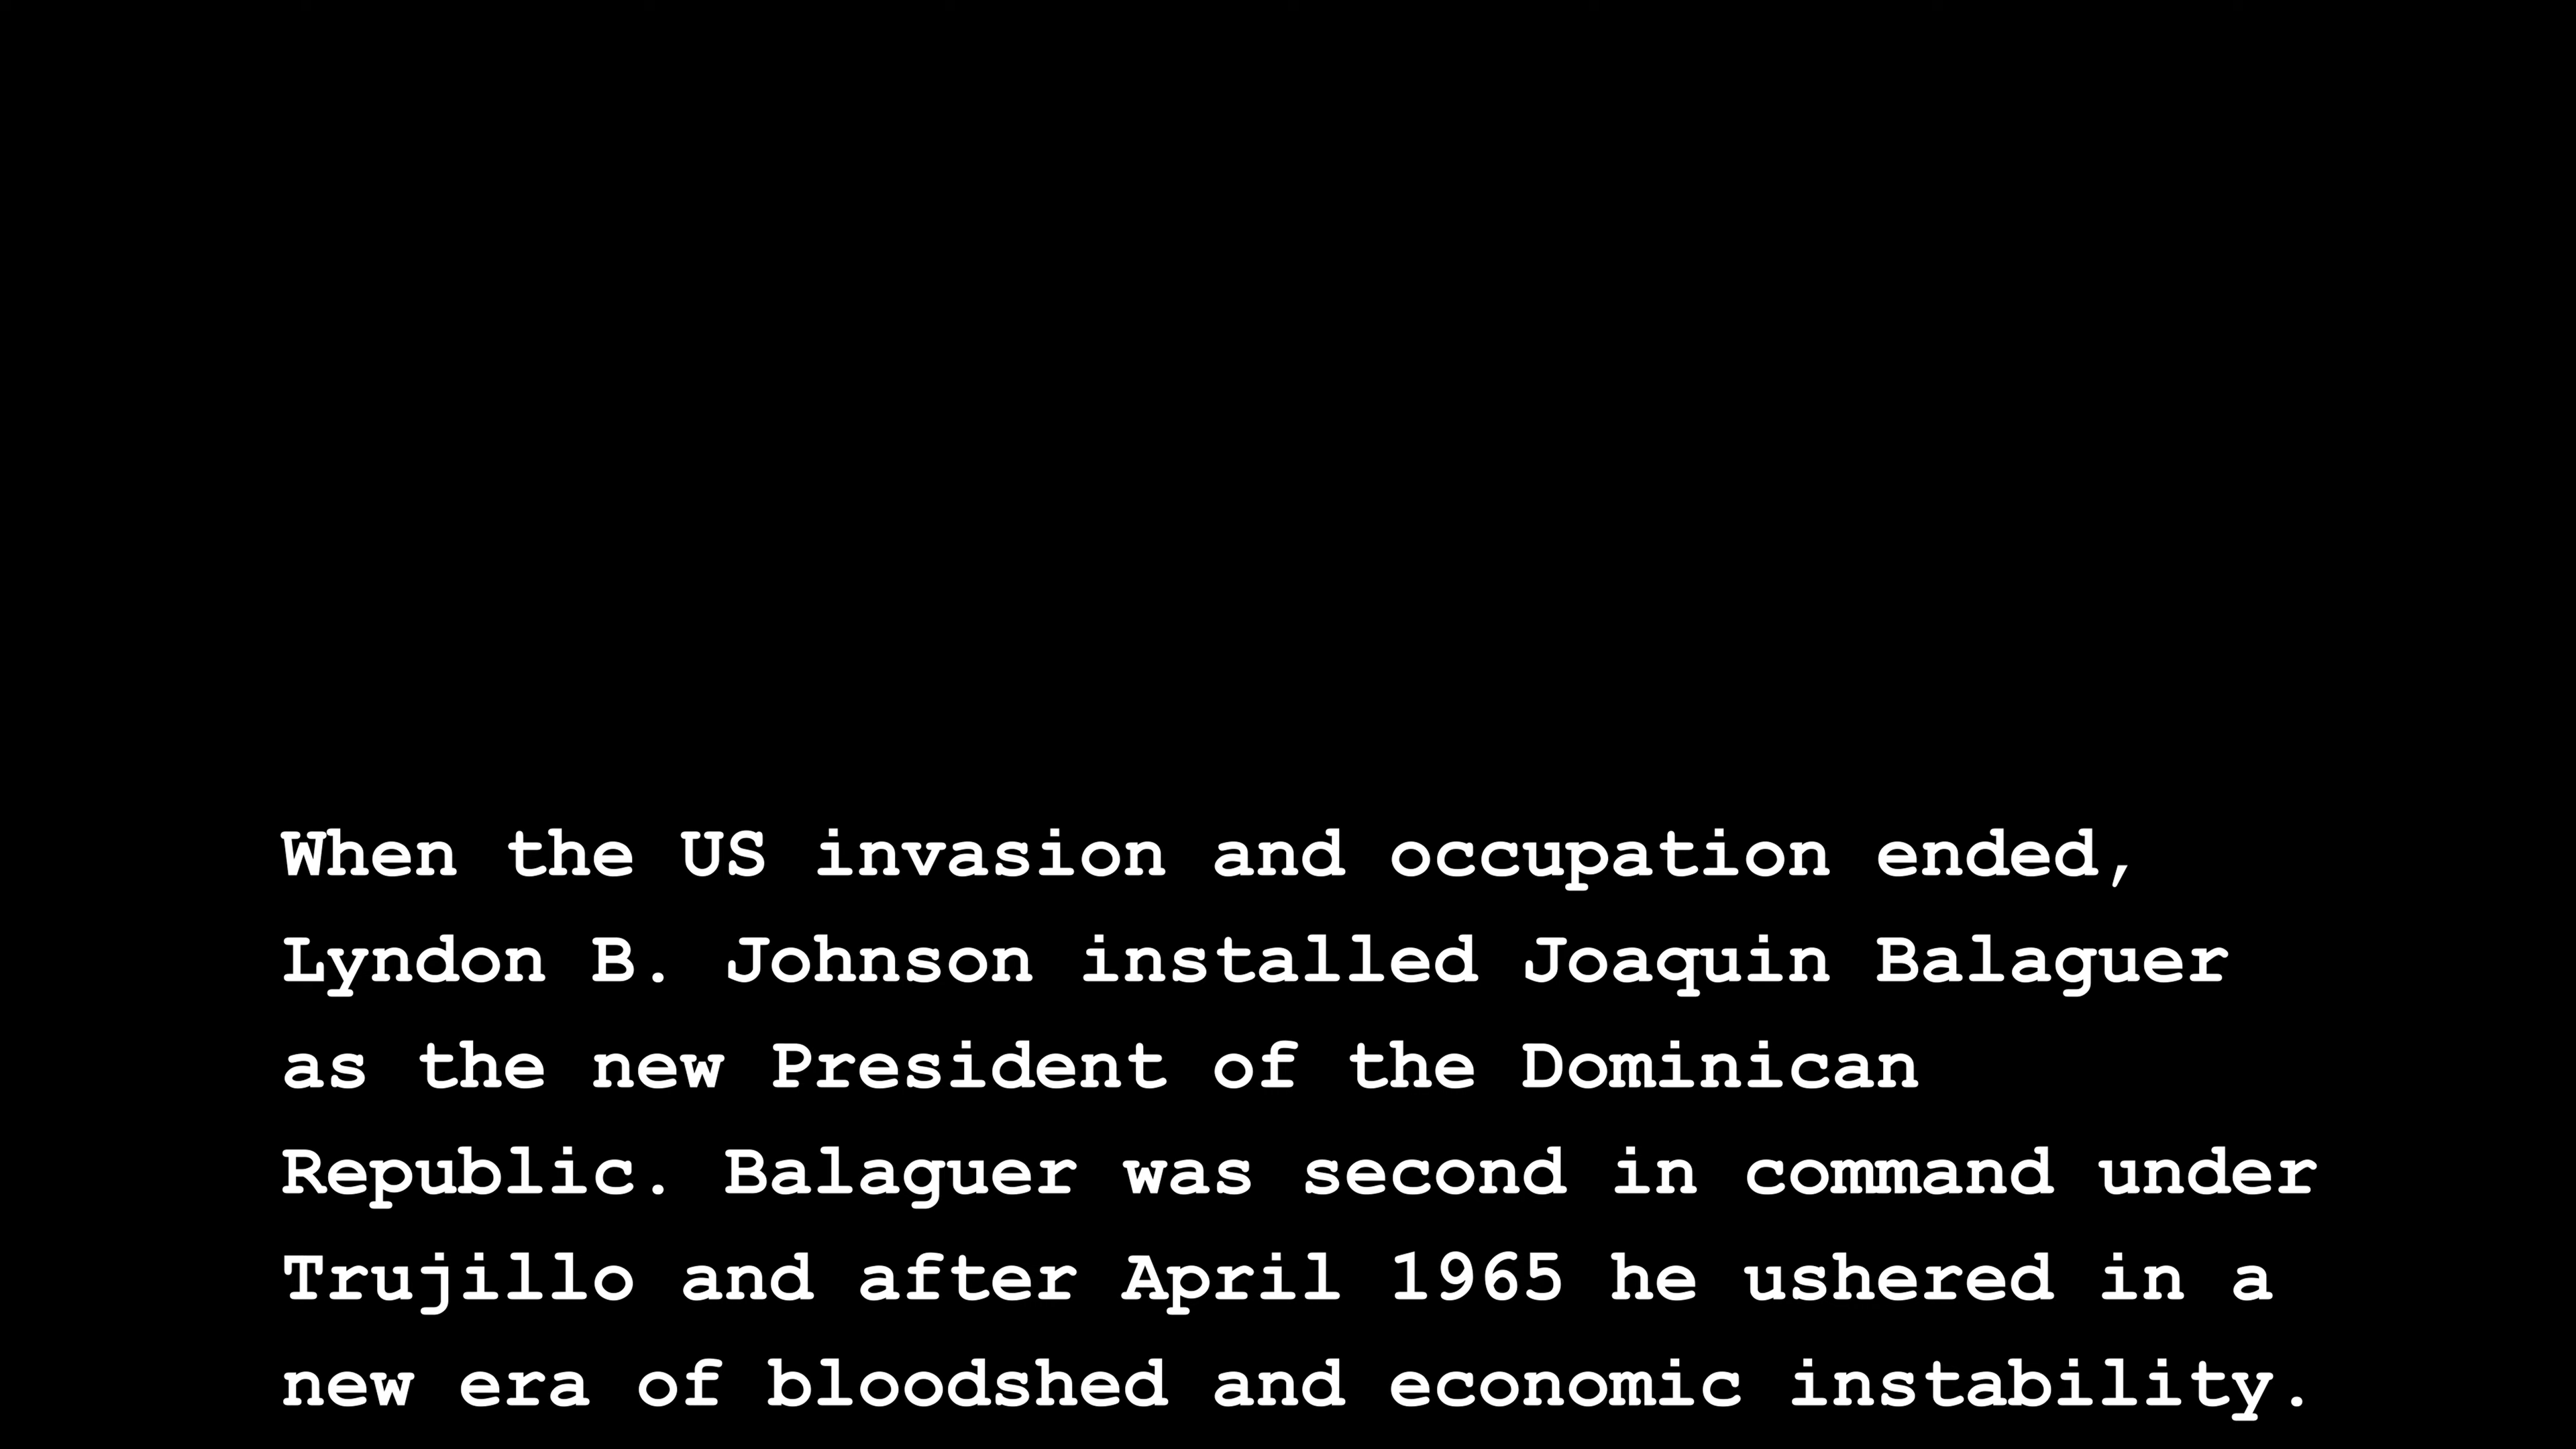 When the US invasion and occupation ended,
Lyndon B. Johnson installed Joaquin Balaguer
as the new President of the Dominican
Republic. Balaguer was second in command under
Trujillo and after April 1965 he ushered in a
new era of bloodshed and economic instability.